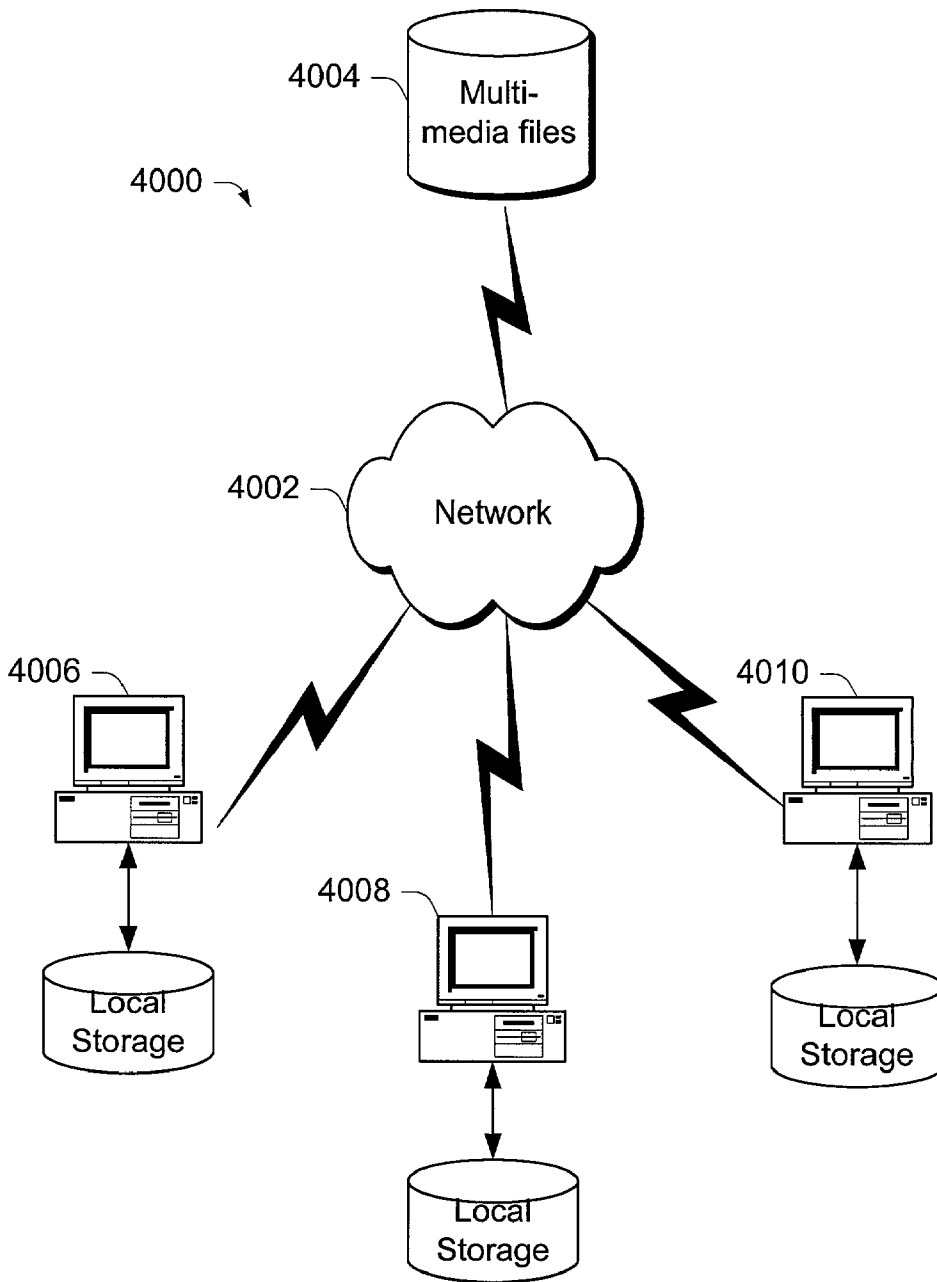 4004
Multi-
media files
4000
4002
Network
4006
4010
4008
Local
Storage
Local
Storage
Local
Storage